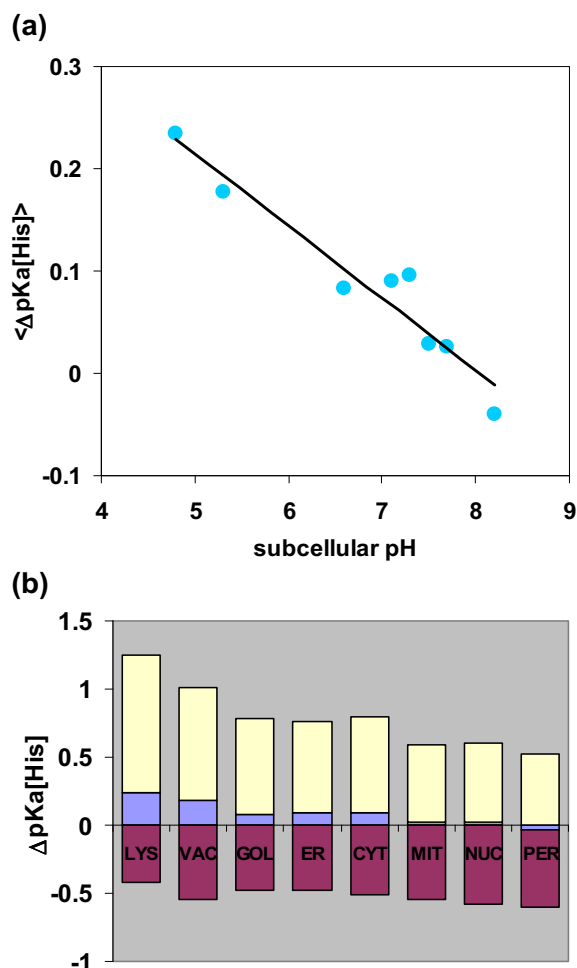 (a)
0.3
0.2
0.1
0
-0.1
<ΔpKa[His]>
4 5 6 7 8 9
subcellular pH
(b)
1.5
1
0.5
0
-0.5
-1
ΔpKa[His]
LYS VAC GOL ER CYT MIT NUC PER